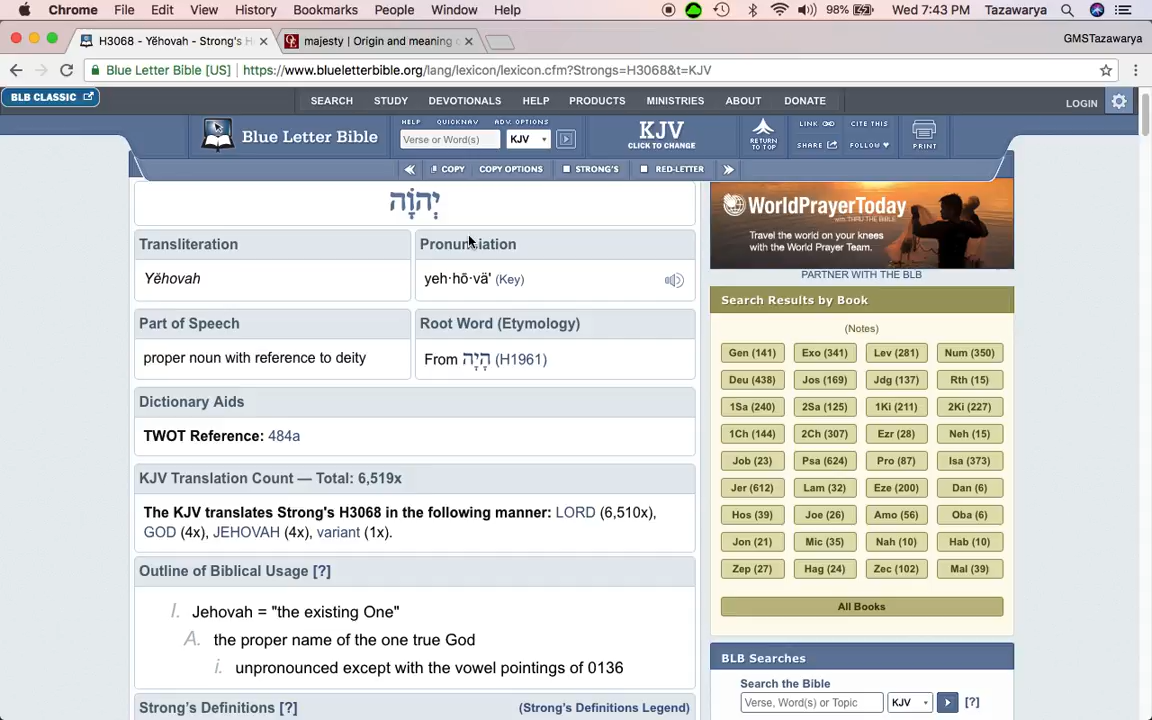 Chrome File Edit View History Bookmarks People Window Help 98% Wed 7:43 PM Tazawarya
H3068 - Yĕhovah - Strong's H
majesty | Origin and meaning o
GMSTazawarya
Blue Letter Bible [US] https://www.blueletterbible.org/lang/lexicon/lexicon.cfm?Strongs=H3068&t=KJV
BLB CLASSIC
SEARCH STUDY DEVOTIONALS HELP PRODUCTS MINISTRIES ABOUT DONATE
LOGIN
Blue Letter Bible
HELP QUICKNAV ADV. OPTIONS
Verse or Word(s) KJV
KJV
CLICK TO CHANGE
RETURN
TO TOP
LINK CITE THIS
SHARE FOLLOW
PRINT
COPY COPY OPTIONS STRONG'S RED-LETTER
יְהוָֹה
Transliteration
Yĕhovah
Pronunciation
yeh·hō·vä' (Key)
Part of Speech
proper noun with reference to deity
Root Word (Etymology)
From הָיָה (H1961)
Dictionary Aids
TWOT Reference: 484a
KJV Translation Count — Total: 6,519x
The KJV translates Strong's H3068 in the following manner: LORD (6,510x),
GOD (4x), JEHOVAH (4x), variant (1x).
Outline of Biblical Usage [?]
I. Jehovah = "the existing One"
A. the proper name of the one true God
i. unpronounced except with the vowel pointings of 0136
Strong's Definitions [?] (Strong's Definitions Legend)
WorldPrayerToday
with THRU THE BIBLE
Travel the world on your knees
with the World Prayer Team.
PARTNER WITH THE BLB
Search Results by Book
(Notes)
Gen (141) Exo (341) Lev (281) Num (350)
Deu (438) Jos (169) Jdg (137) Rth (15)
1Sa (240) 2Sa (125) 1Ki (211) 2Ki (227)
1Ch (144) 2Ch (307) Ezr (28) Neh (15)
Job (23) Psa (624) Pro (87) Isa (373)
Jer (612) Lam (32) Eze (200) Dan (6)
Hos (39) Joe (26) Amo (56) Oba (6)
Jon (21) Mic (35) Nah (10) Hab (10)
Zep (27) Hag (24) Zec (102) Mal (39)
All Books
BLB Searches
Search the Bible
Verse, Word(s) or Topic KJV [?]